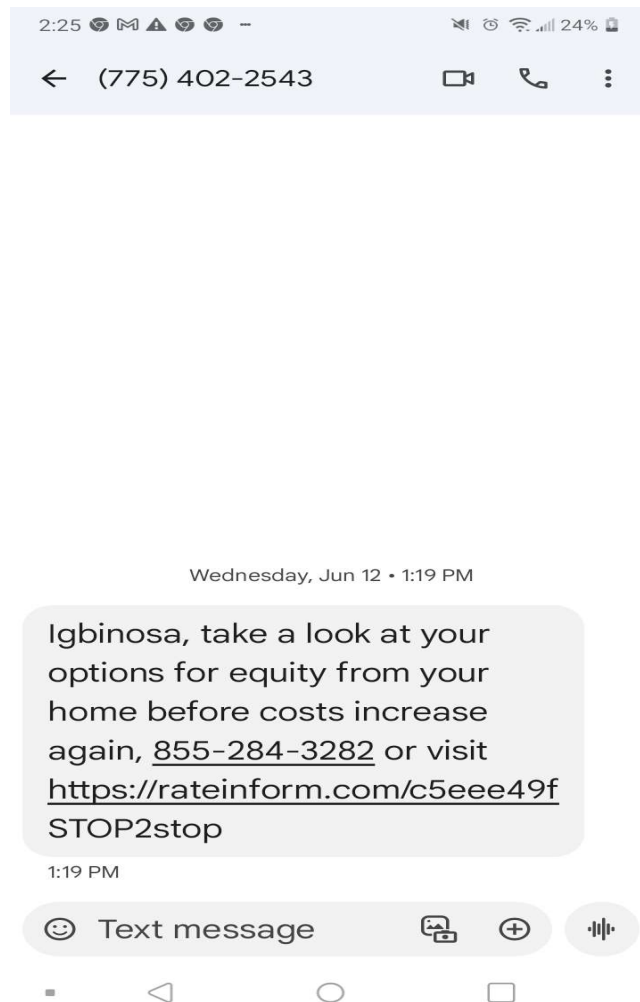 2:25 24%
(775) 402-2543
Wednesday, Jun 12 • 1:19 PM
Igbinosa, take a look at your
options for equity from your
home before costs increase
again, 855-284-3282 or visit
https://rateinform.com/c5eee49f
STOP2stop
1:19 PM
Text message